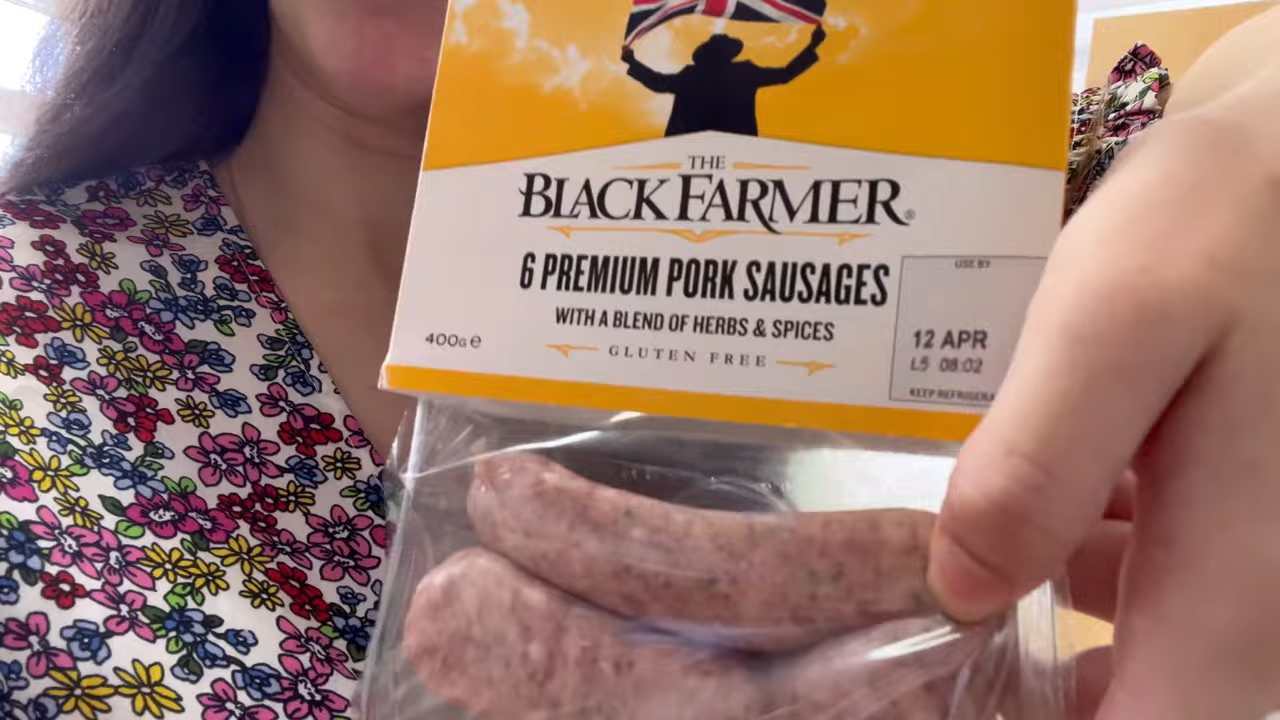 THE
BLACK FARMER®
6 PREMIUM PORK SAUSAGES
WITH A BLEND OF HERBS & SPICES
GLUTEN FREE
400G e
USE BY
12 APR
L5 08:02
KEEP